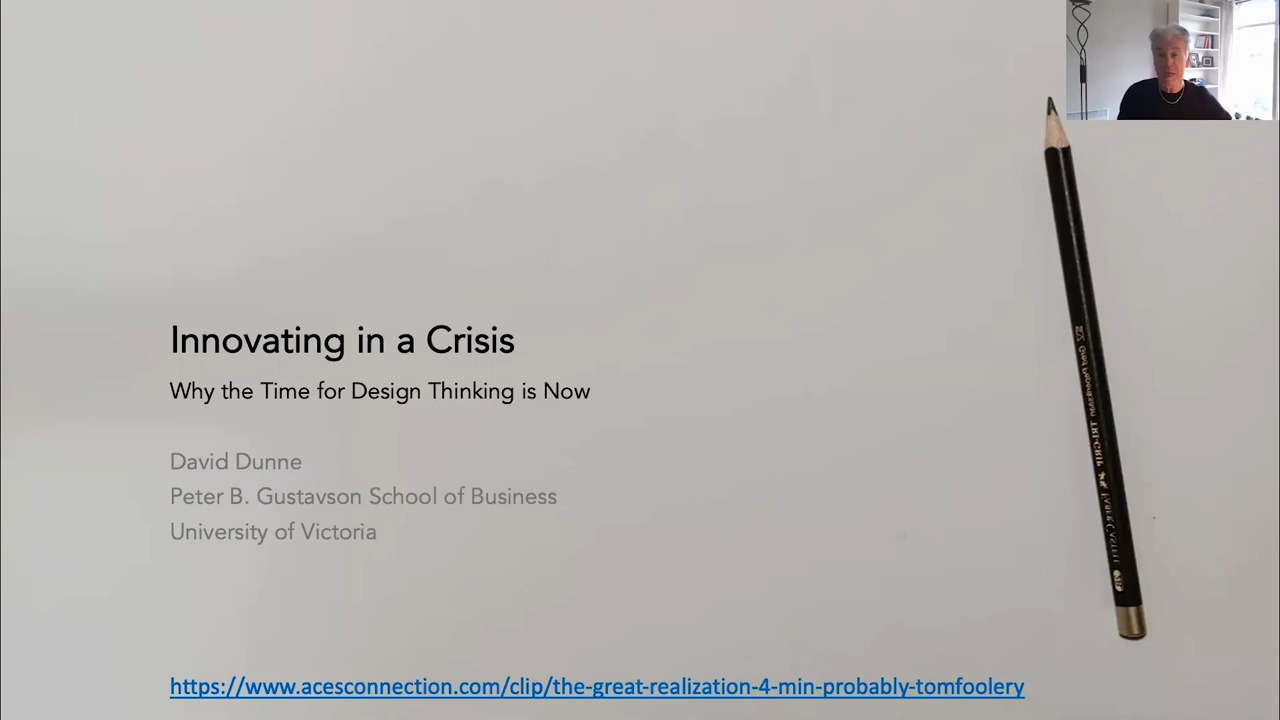 Innovating in a Crisis
Why the Time for Design Thinking is Now
David Dunne
Peter B. Gustavson School of Business
University of Victoria
https://www.acesconnection.com/clip/the-great-realization-4-min-probably-tomfoolery